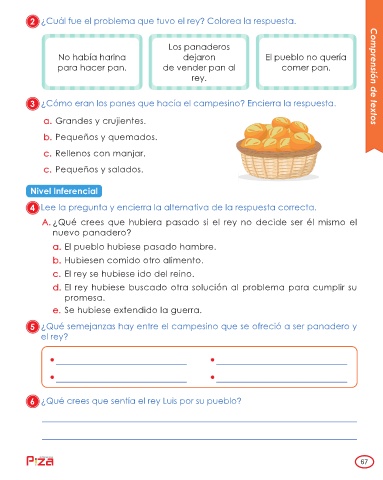 2 ¿Cuál fue el problema que tuvo el rey? Colorea la respuesta.
No había harina
para hacer pan.
Los panaderos
dejaron
de vender pan al
rey.
El pueblo no quería
comer pan.
3 ¿Cómo eran los panes que hacía el campesino? Encierra la respuesta.
a. Grandes y crujientes.
b. Pequeños y quemados.
c. Rellenos con manjar.
c. Pequeños y salados.
Nivel Inferencial
4 Lee la pregunta y encierra la alternativa de la respuesta correcta.
A. ¿Qué crees que hubiera pasado si el rey no decide ser él mismo el
nuevo panadero?
a. El pueblo hubiese pasado hambre.
b. Hubiesen comido otro alimento.
c. El rey se hubiese ido del reino.
d. El rey hubiese buscado otra solución al problema para cumplir su
promesa.
e. Se hubiese extendido la guerra.
5 ¿Qué semejanzas hay entre el campesino que se ofreció a ser panadero y
el rey?
6 ¿Qué crees que sentía el rey Luis por su pueblo?
Comprensión de textos
67